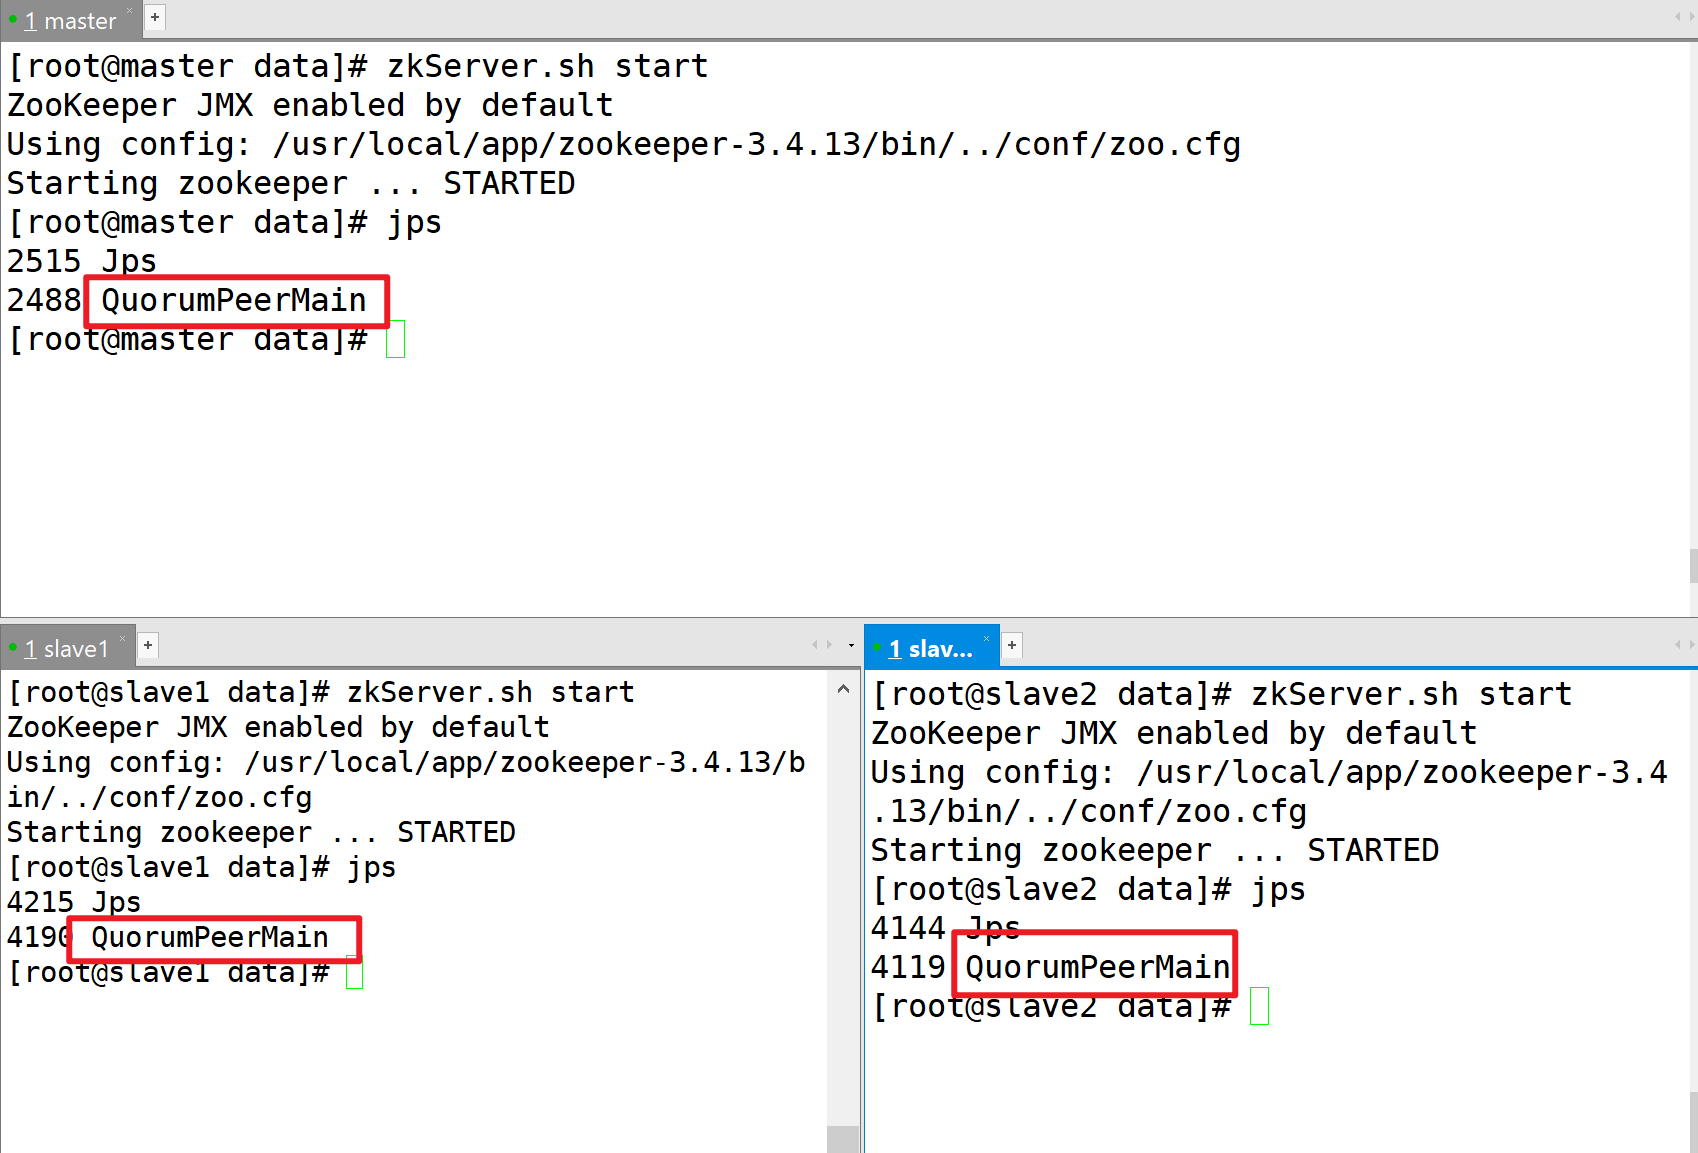 1 master
[root@master data]# zkServer.sh start
ZooKeeper JMX enabled by default
Using config: /usr/local/app/zookeeper-3.4.13/bin/../conf/zoo.cfg
Starting zookeeper ... STARTED
[root@master data]# jps
2515 Jps
2488 QuorumPeerMain
[root@master data]#
1 slave1
[root@slave1 data]# zkServer.sh start
ZooKeeper JMX enabled by default
Using config: /usr/local/app/zookeeper-3.4.13/b
in/../conf/zoo.cfg
Starting zookeeper ... STARTED
[root@slave1 data]# jps
4215 Jps
4190 QuorumPeerMain
[root@slave1 data]#
1 slav...
[root@slave2 data]# zkServer.sh start
ZooKeeper JMX enabled by default
Using config: /usr/local/app/zookeeper-3.4
.13/bin/../conf/zoo.cfg
Starting zookeeper ... STARTED
[root@slave2 data]# jps
4144 Jps
4119 QuorumPeerMain
[root@slave2 data]#